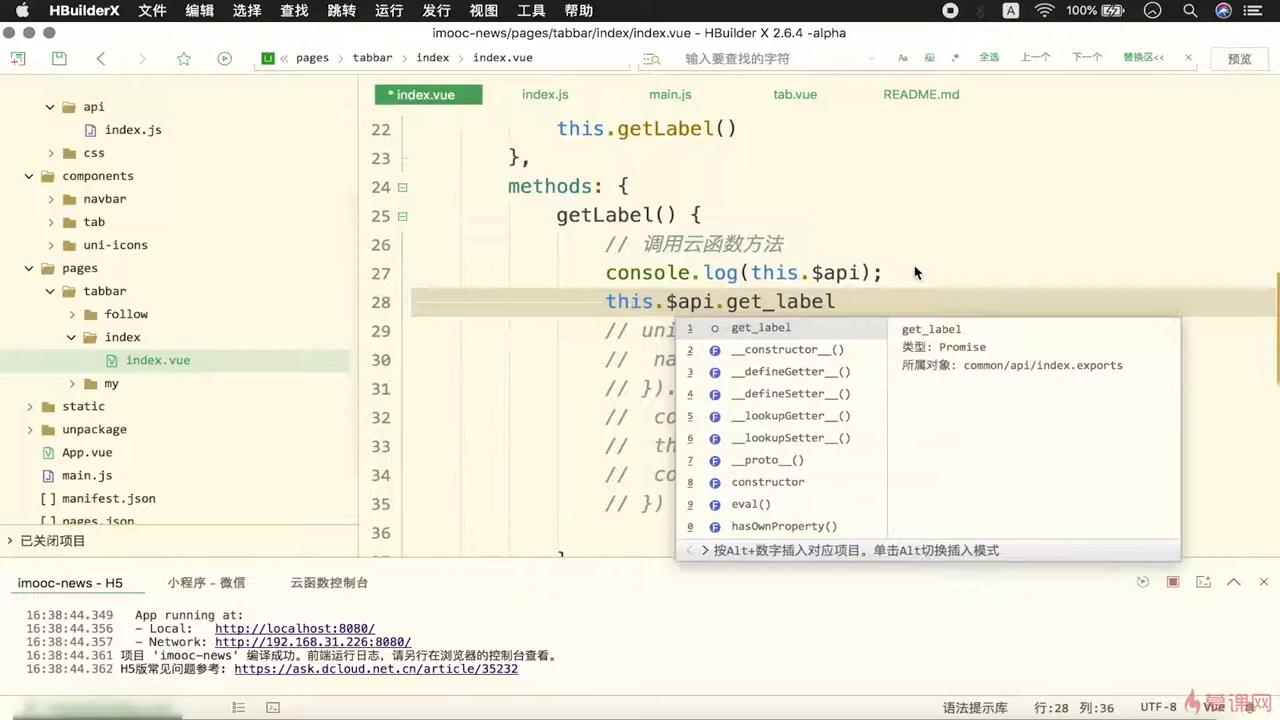 HBuilderX 文件 编辑 选择 查找 跳转 运行 发行 视图 工具 帮助 A 100%
imooc-news/pages/tabbar/index/index.vue - HBuilder X 2.6.4 -alpha
pages tabbar index index.vue 输入要查找的字符 Aa .* 全选 上一个 下一个 替换区<< 预览
api
index.js
css
components
navbar
tab
uni-icons
pages
tabbar
follow
index
index.vue
my
static
unpackage
App.vue
main.js
manifest.json
pages.json
已关闭项目
* index.vue index.js main.js tab.vue README.md
22 this.getLabel()
23 },
24 methods: {
25 getLabel() {
26 // 调用云函数方法
27 console.log(this.$api);
28 this.$api.get_label
29 // uni
30 // na
31 // }).
32 // co
33 // th
34 // co
35 // })
36
1 get_label
2 F __constructor__()
3 F __defineGetter__()
4 F __defineSetter__()
5 F __lookupGetter__()
6 F __lookupSetter__()
7 F __proto__()
8 F constructor
9 F eval()
0 F hasOwnProperty()
get_label
类型: Promise
所属对象: common/api/index.exports
按Alt+数字插入对应项目。单击Alt切换插入模式
imooc-news - H5 小程序 - 微信 云函数控制台
16:38:44.349 App running at:
16:38:44.356 - Local: http://localhost:8080/
16:38:44.357 - Network: http://192.168.31.226:8080/
16:38:44.361 项目 'imooc-news' 编译成功。前端运行日志，请另行在浏览器的控制台查看。
16:38:44.362 H5版常见问题参考: https://ask.dcloud.net.cn/article/35232
语法提示库 行:28 列:36 UTF-8 Vue
慕课网